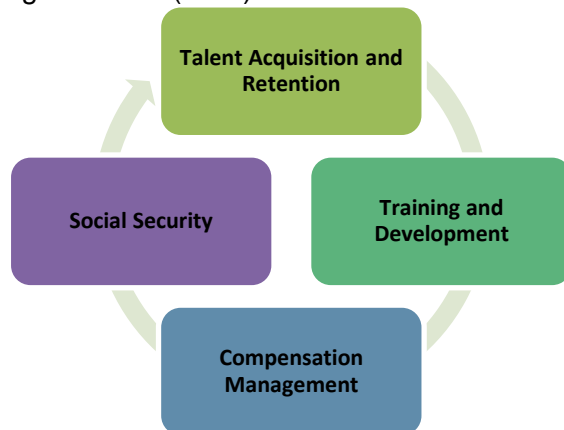 Talent Acquisition and
Retention
Social Security
Training and
Development
Compensation
Management